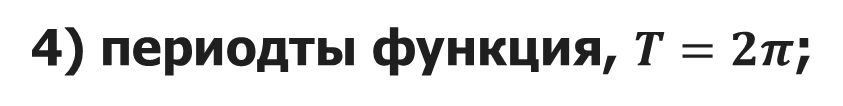 4) периодты функция, T = 2π;